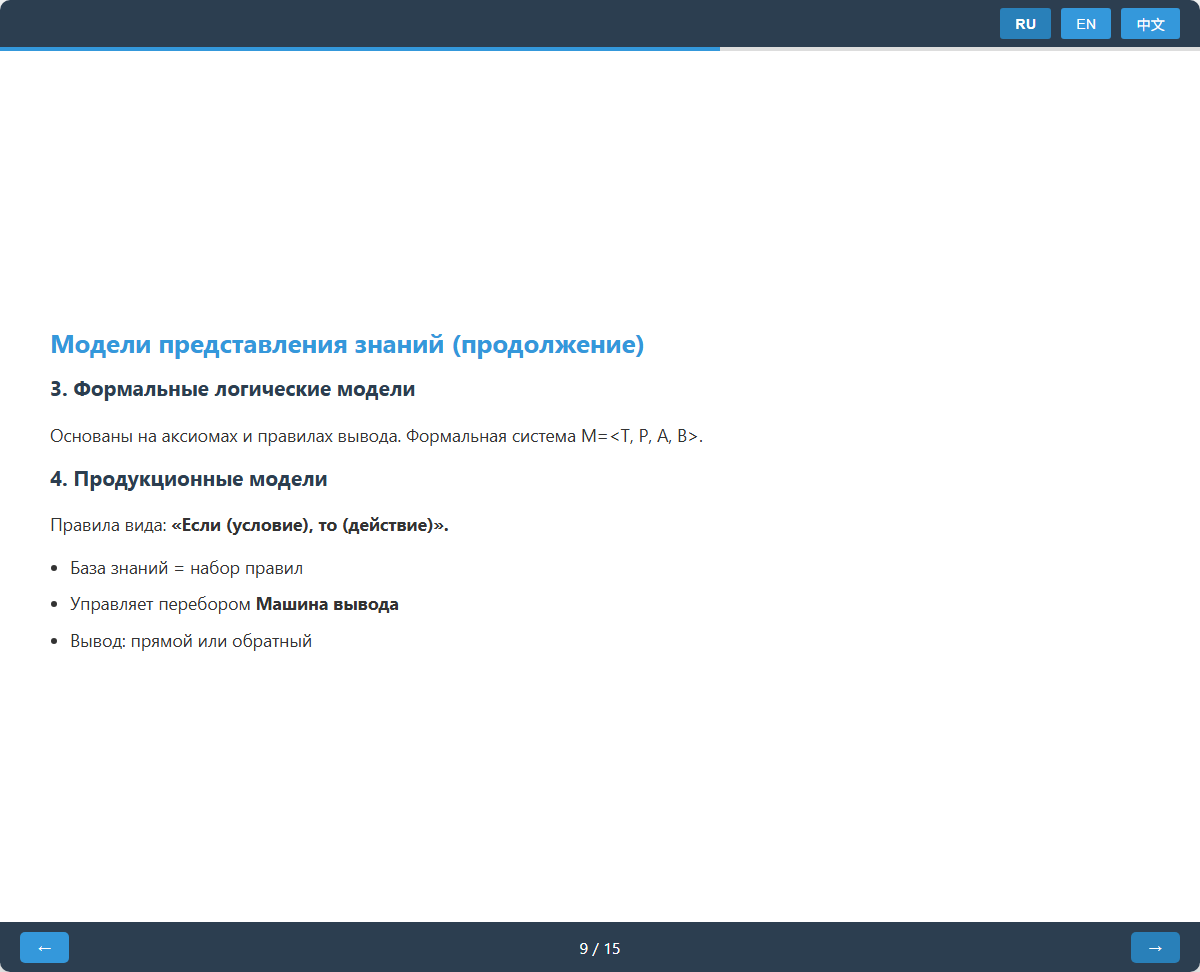 RU
EN
中文
Модели представления знаний (продолжение)
3. Формальные логические модели
Основаны на аксиомах и правилах вывода. Формальная система M=<T, P, A, B>.
4. Продукционные модели
Правила вида: «Если (условие), то (действие)».
• База знаний = набор правил
• Управляет перебором Машина вывода
• Вывод: прямой или обратный
←
9 / 15
→